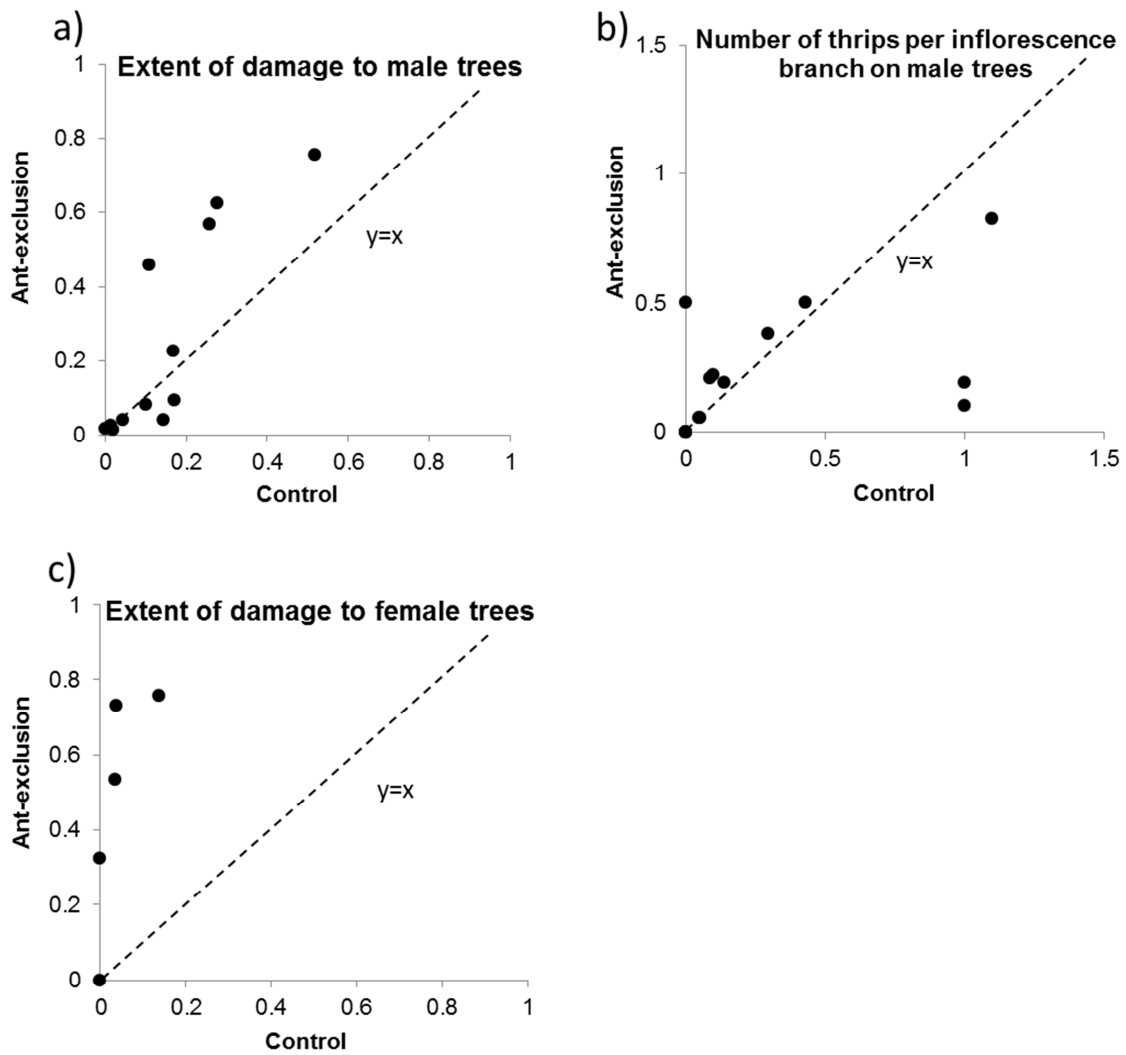 a)
Extent of damage to male trees
1
0.8
0.6
0.4
0.2
0
Ant-exclusion
y=x
0 0.2 0.4 0.6 0.8 1
Control
b)
Number of thrips per inflorescence
branch on male trees
1.5
1
0.5
0
Ant-exclusion
y=x
0 0.5 1 1.5
Control
c)
Extent of damage to female trees
1
0.8
0.6
0.4
0.2
0
Ant-exclusion
y=x
0 0.2 0.4 0.6 0.8 1
Control